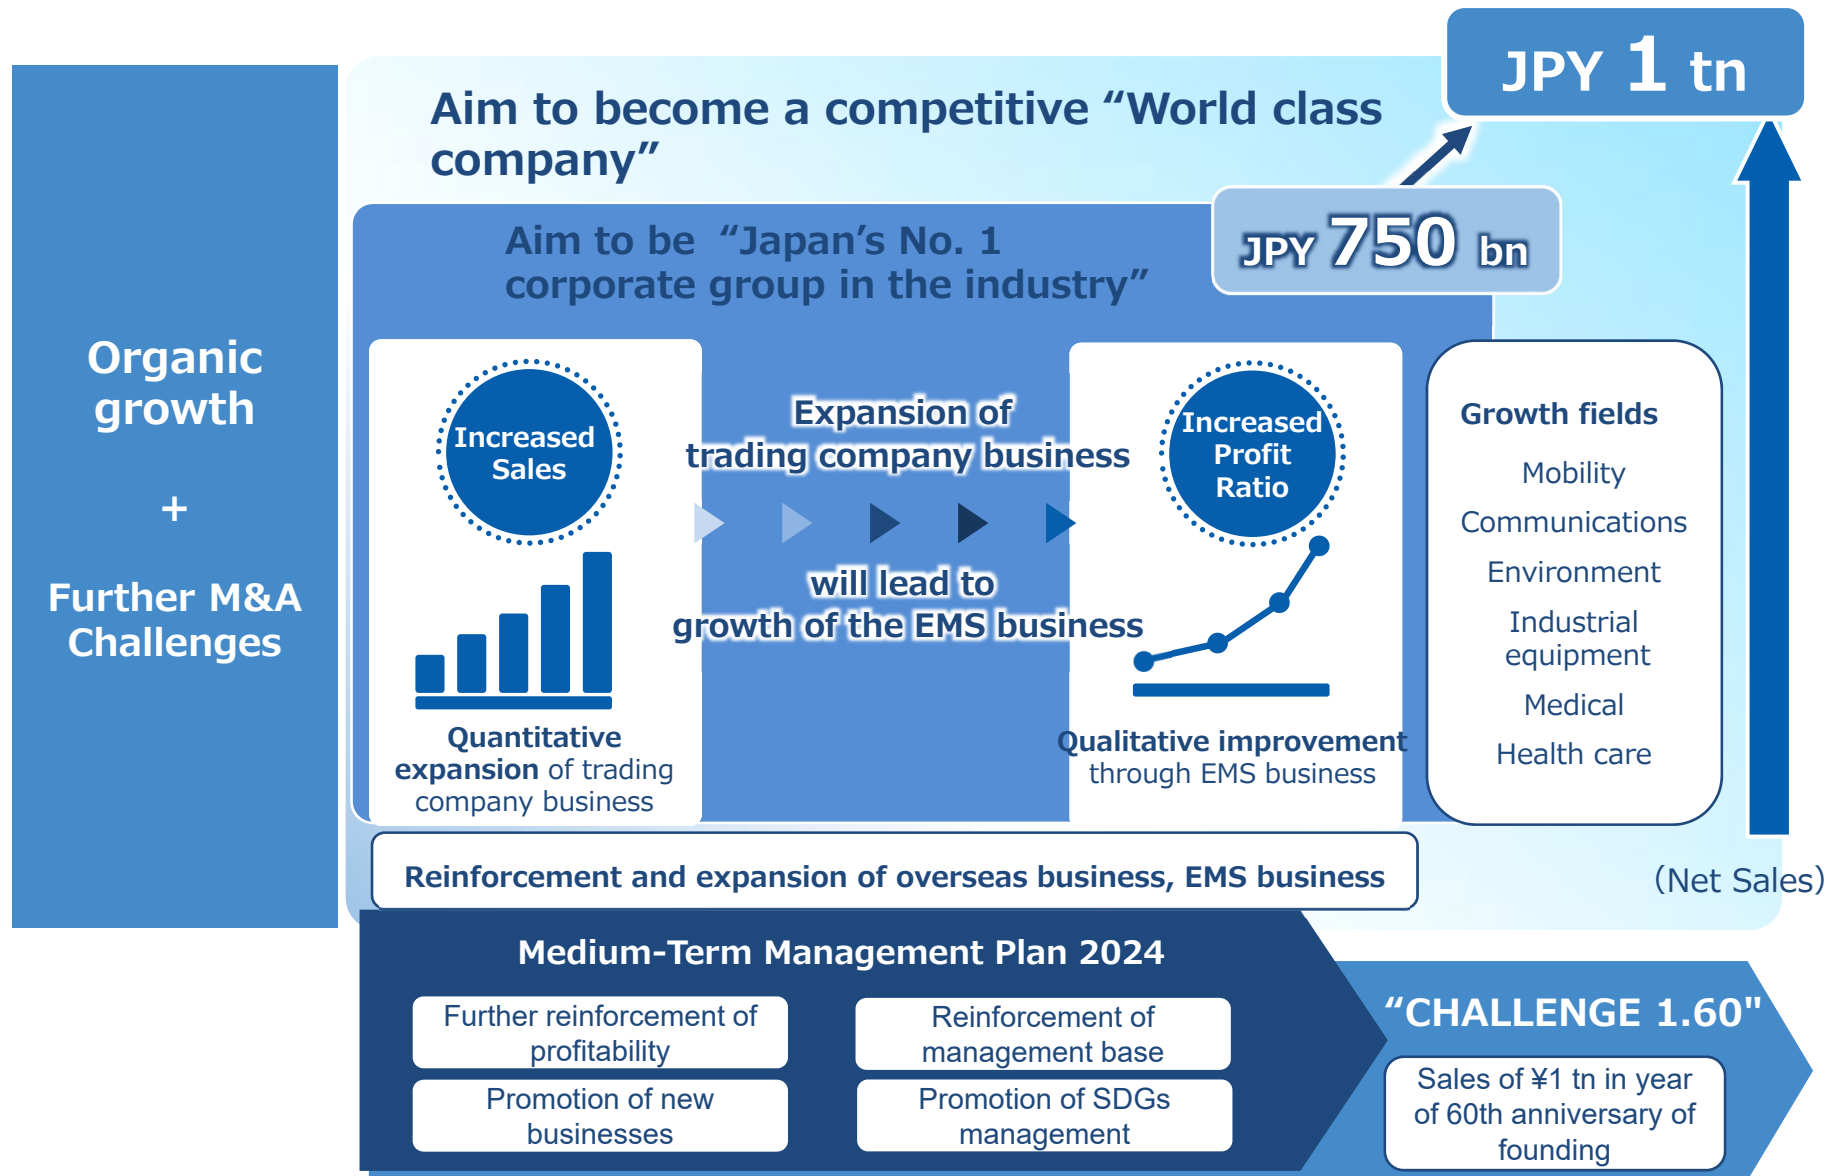 JPY 1 tn
Aim to become a competitive “World class
company”
JPY 750 bn
Aim to be “Japan’s No. 1
corporate group in the industry”
Organic
growth
+
Further M&A
Challenges
Increased
Sales
Quantitative
expansion of trading
company business
Expansion of
trading company business
will lead to
growth of the EMS business
Increased
Profit
Ratio
Qualitative improvement
through EMS business
Growth fields
Mobility
Communications
Environment
Industrial
equipment
Medical
Health care
Reinforcement and expansion of overseas business, EMS business
（Net Sales）
Medium-Term Management Plan 2024
Further reinforcement of
profitability
Reinforcement of
management base
Promotion of new
businesses
Promotion of SDGs
management
“CHALLENGE 1.60"
Sales of ¥1 tn in year
of 60th anniversary of
founding